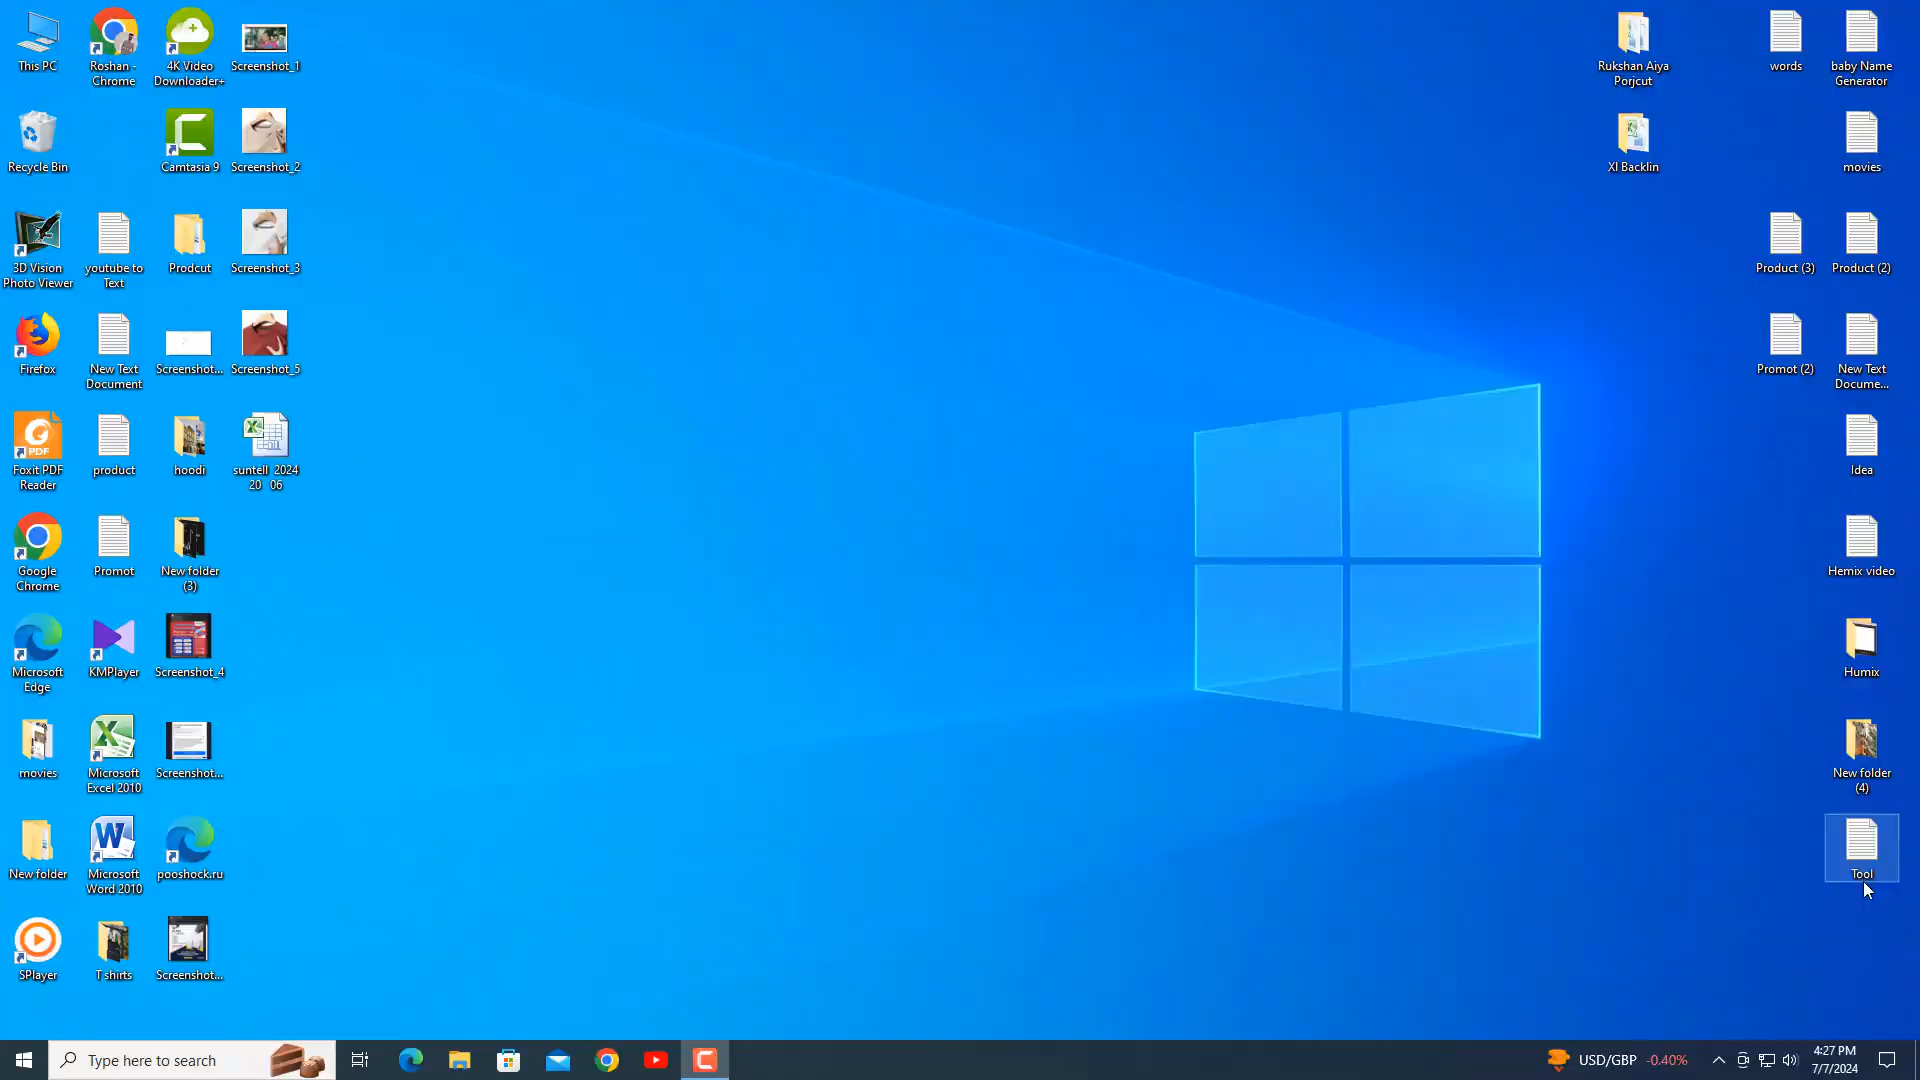 This PC
Roshan -
Chrome
4K Video
Downloader+
Screenshot_1
Rukshan Aiya
Porjcut
words
baby Name
Generator
Recycle Bin
Camtasia 9
Screenshot_2
XI Backlin
movies
3D Vision
Photo Viewer
youtube to
Text
Prodcut
Screenshot_3
Product (3)
Product (2)
Firefox
New Text
Document
Screenshot...
Screenshot_5
Promot (2)
New Text
Docume...
PDF
Foxit PDF
Reader
product
hoodi
suntell_2024
20_06
Idea
Google
Chrome
Promot
New folder
(3)
Hemix video
Microsoft
Edge
KMPlayer
Screenshot_4
Humix
movies
Microsoft
Excel 2010
Screenshot...
New folder
(4)
New folder
Microsoft
Word 2010
pooshock.ru
Tool
SPlayer
T shirts
Screenshot...
Type here to search
USD/GBP -0.40%
4:27 PM
7/7/2024